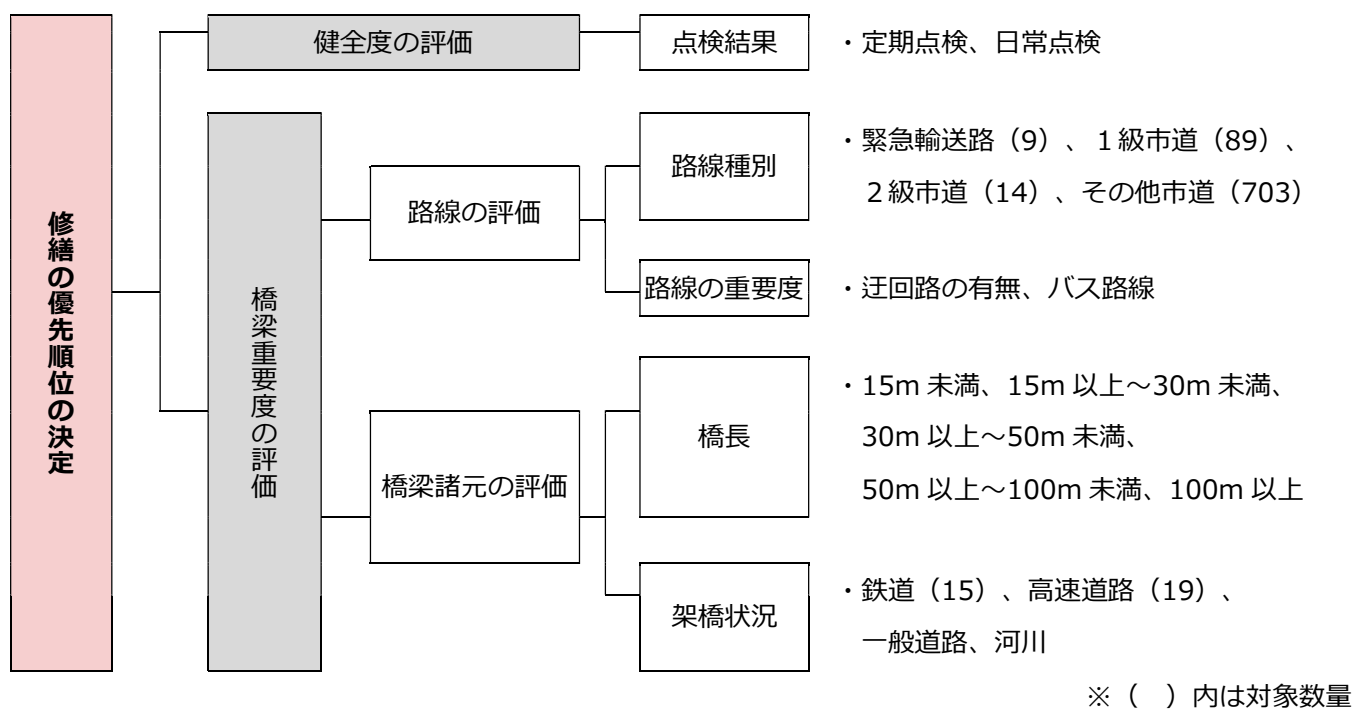 修繕の優先順位の決定
健全度の評価
点検結果
・定期点検、日常点検
橋梁重要度の評価
路線の評価
路線種別
・緊急輸送路（9）、１級市道（89）、
２級市道（14）、その他市道（703）
路線の重要度
・迂回路の有無、バス路線
橋梁諸元の評価
橋長
・15m 未満、15m 以上～30m 未満、
30m 以上～50m 未満、
50m 以上～100m 未満、100m 以上
架橋状況
・鉄道（15）、高速道路（19）、
一般道路、河川
※（　）内は対象数量